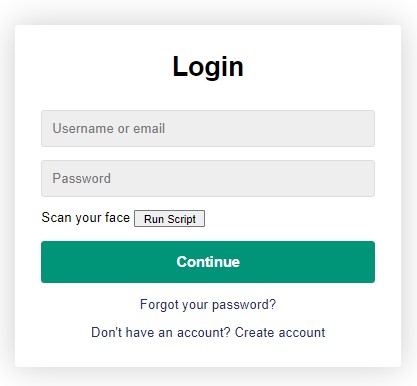 Login
Username or email
Password
Scan your face Run Script
Continue
Forgot your password?
Don't have an account? Create account